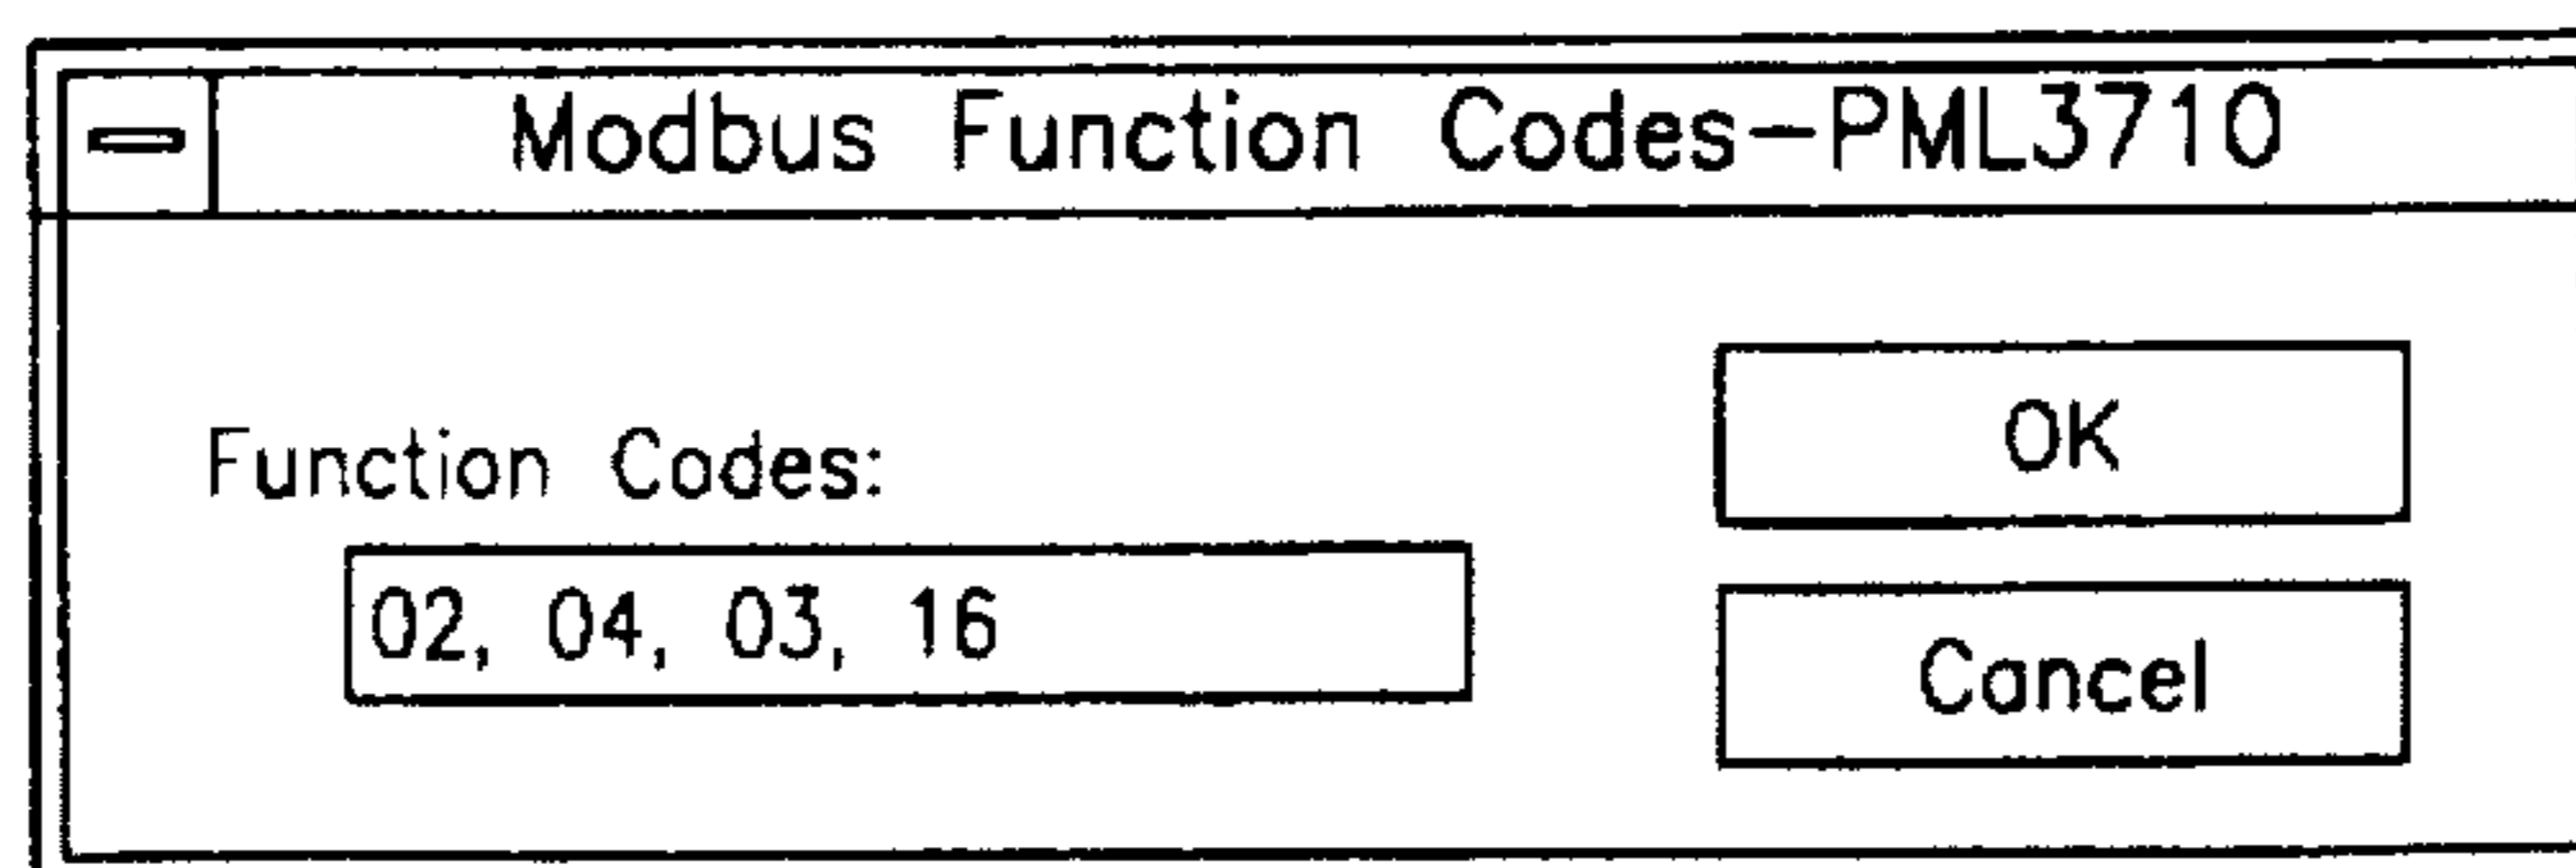 Modbus Function Codes-PML3710
Function Codes:
02, 04, 03, 16
OK
Cancel